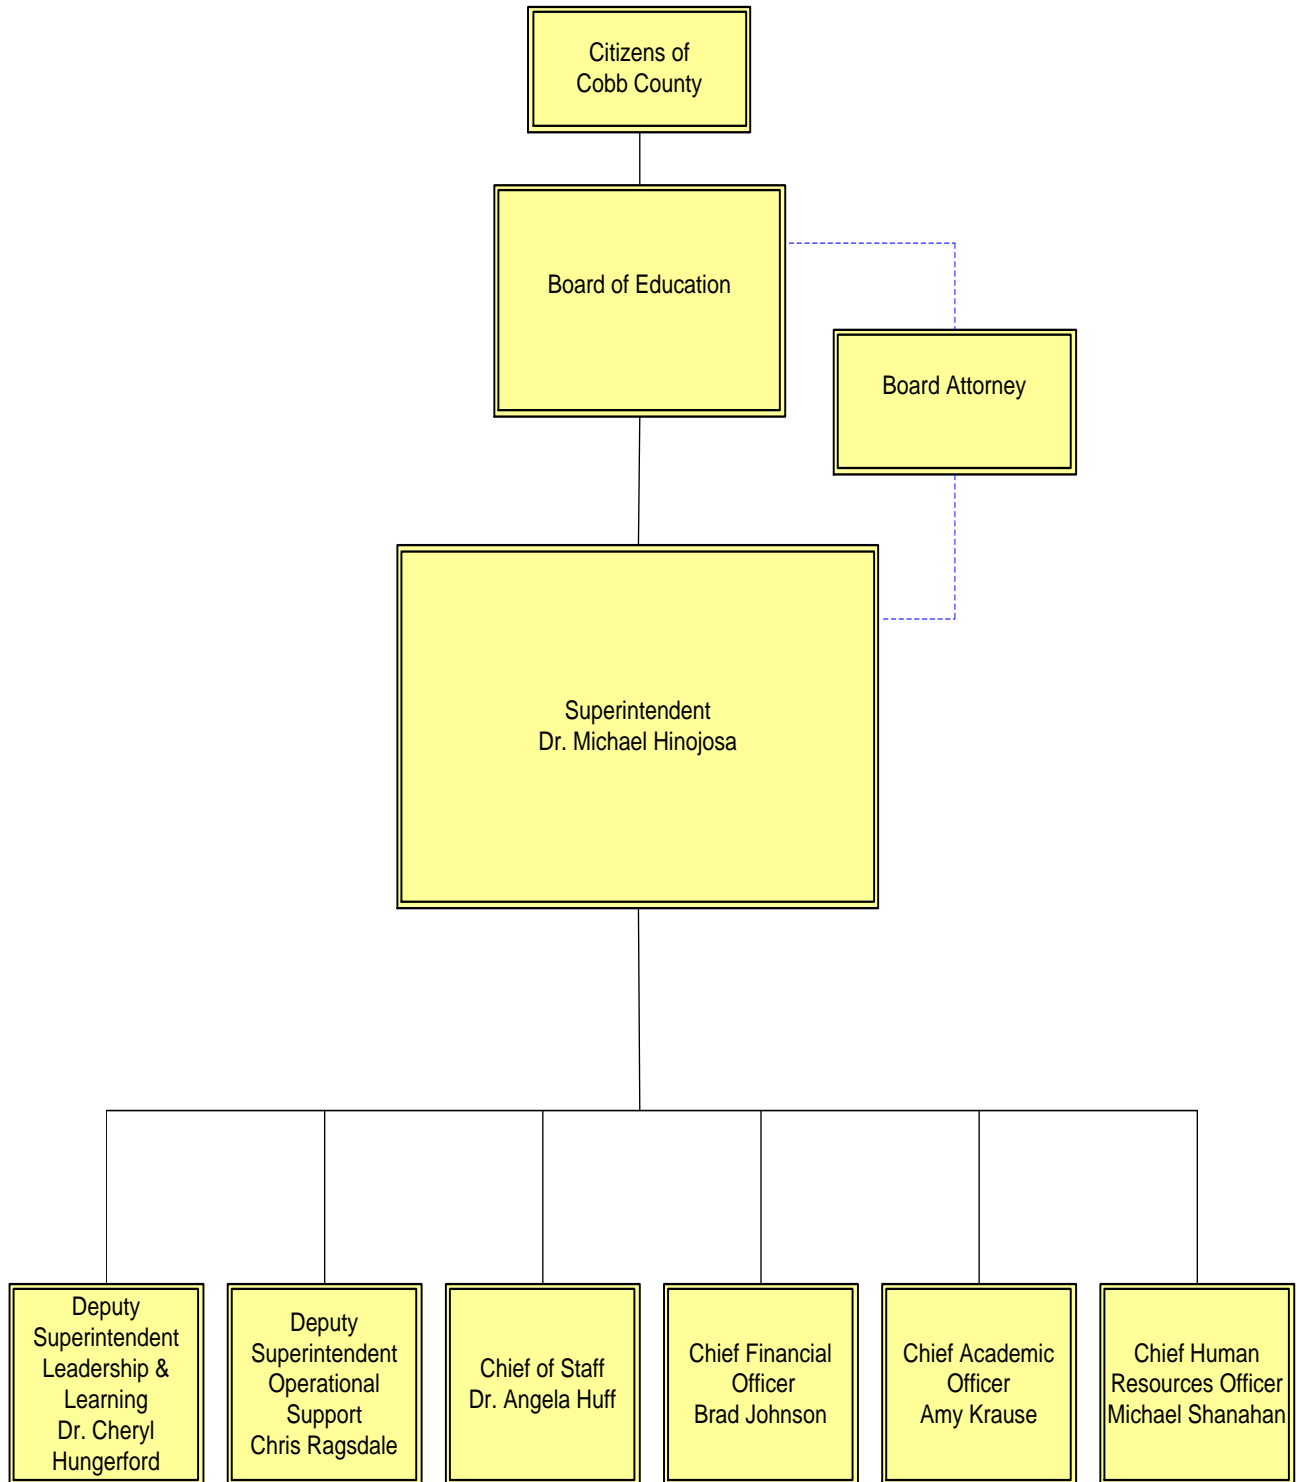 Citizens of
Cobb County
Board of Education
Board Attorney
Superintendent
Dr. Michael Hinojosa
Deputy
Superintendent
Leadership &
Learning
Dr. Cheryl
Hungerford
Deputy
Superintendent
Operational
Support
Chris Ragsdale
Chief of Staff
Dr. Angela Huff
Chief Financial
Officer
Brad Johnson
Chief Academic
Officer
Amy Krause
Chief Human
Resources Officer
Michael Shanahan